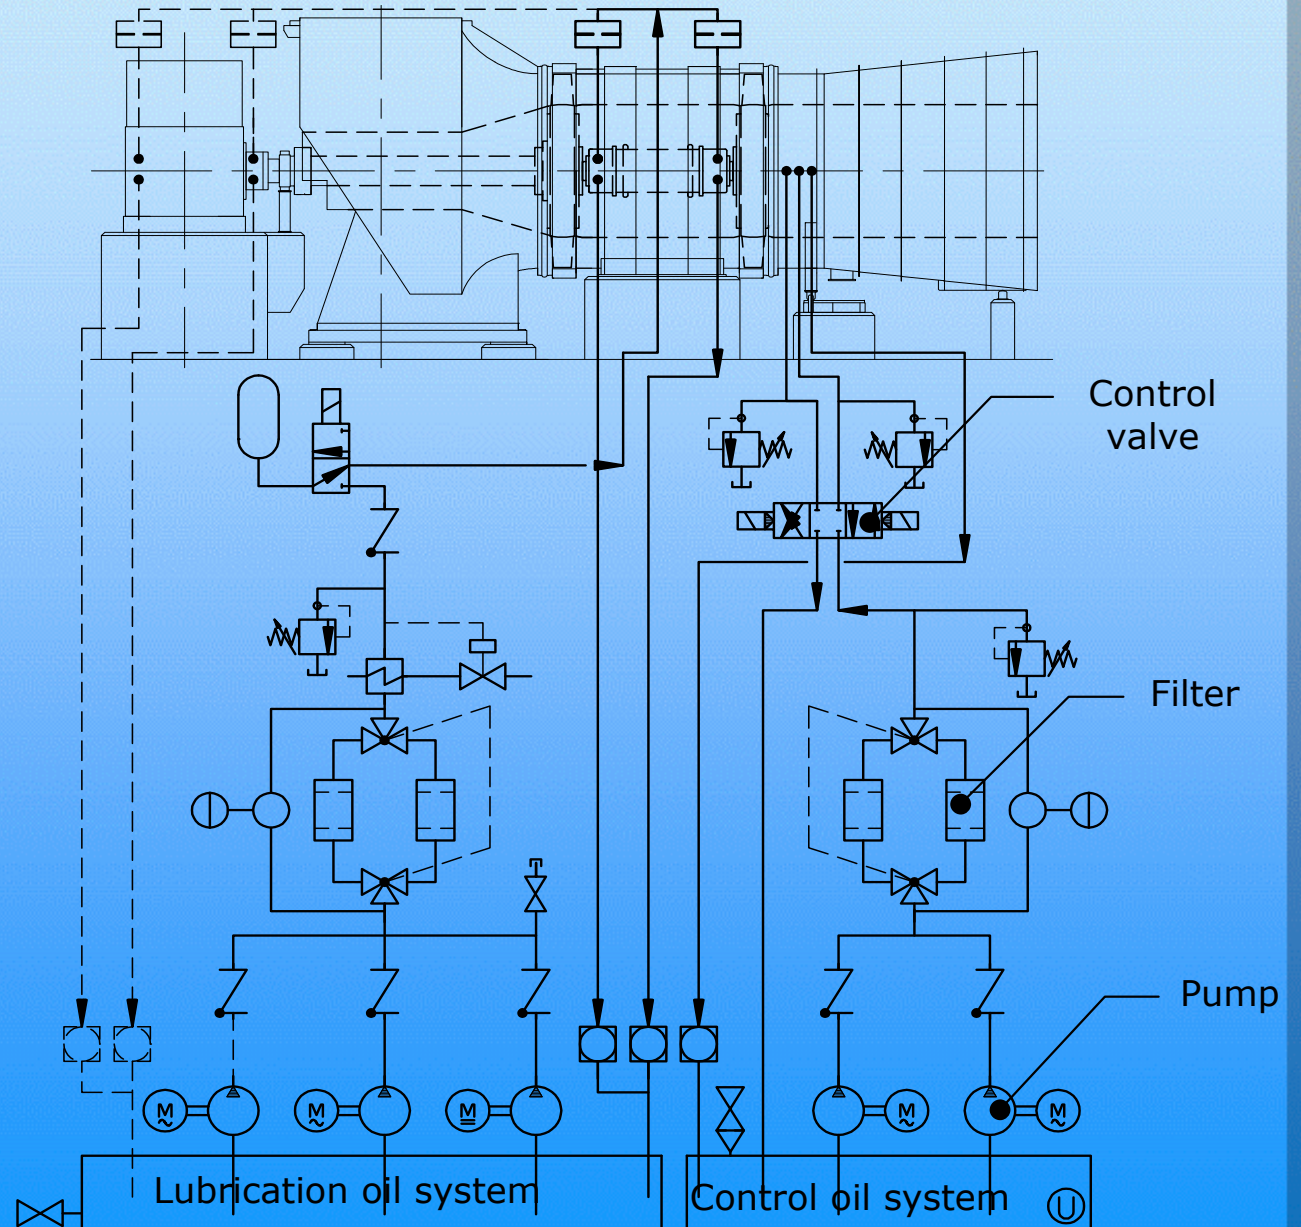 Control
valve
Filter
Pump
M
~
M
~
M
=
M
~
M
~
Lubrication oil system
Control oil system
U